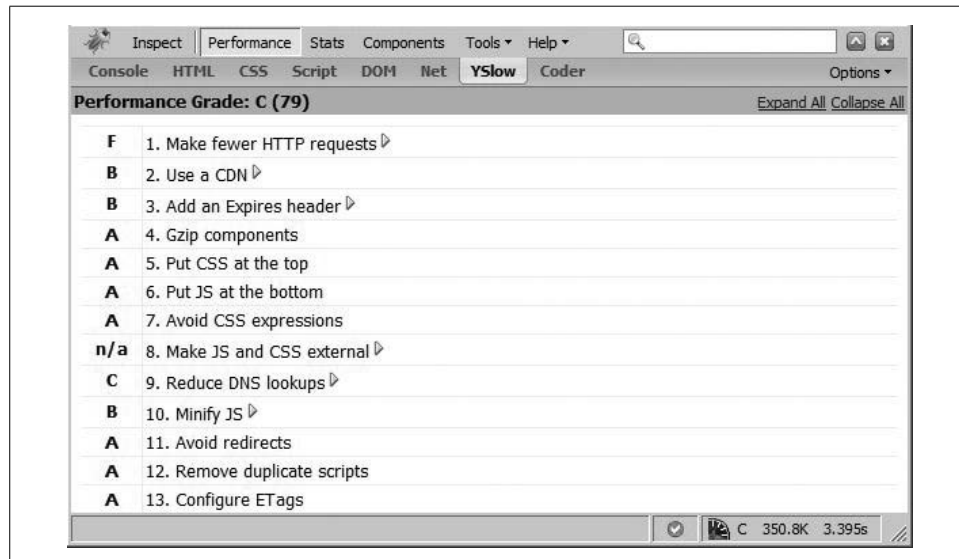 Inspect Performance Stats Components Tools Help
Console HTML CSS Script DOM Net YSlow Coder Options
Performance Grade: C (79) Expand All Collapse All
F 1. Make fewer HTTP requests
B 2. Use a CDN
B 3. Add an Expires header
A 4. Gzip components
A 5. Put CSS at the top
A 6. Put JS at the bottom
A 7. Avoid CSS expressions
n/a 8. Make JS and CSS external
C 9. Reduce DNS lookups
B 10. Minify JS
A 11. Avoid redirects
A 12. Remove duplicate scripts
A 13. Configure ETags
C 350.8K 3.395s